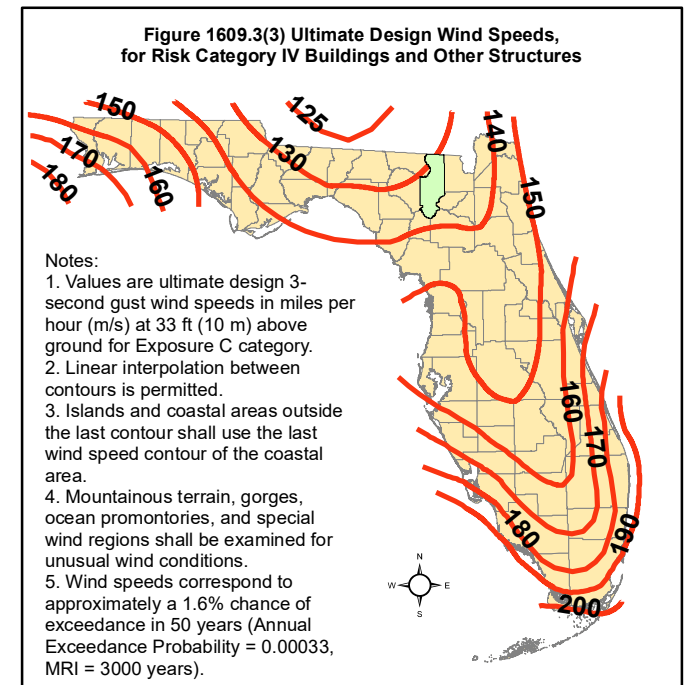 Figure 1609.3(3) Ultimate Design Wind Speeds,
for Risk Category IV Buildings and Other Structures
125
150
140
130
170
160
180
150
Notes:
1. Values are ultimate design 3-
second gust wind speeds in miles per
hour (m/s) at 33 ft (10 m) above
ground for Exposure C category.
2. Linear interpolation between
contours is permitted.
3. Islands and coastal areas outside
the last contour shall use the last
wind speed contour of the coastal
area.
4. Mountainous terrain, gorges,
ocean promontories, and special
wind regions shall be examined for
unusual wind conditions.
5. Wind speeds correspond to
approximately a 1.6% chance of
exceedance in 50 years (Annual
Exceedance Probability = 0.00033,
MRI = 3000 years).
160
170
180
190
200
N
W E
S